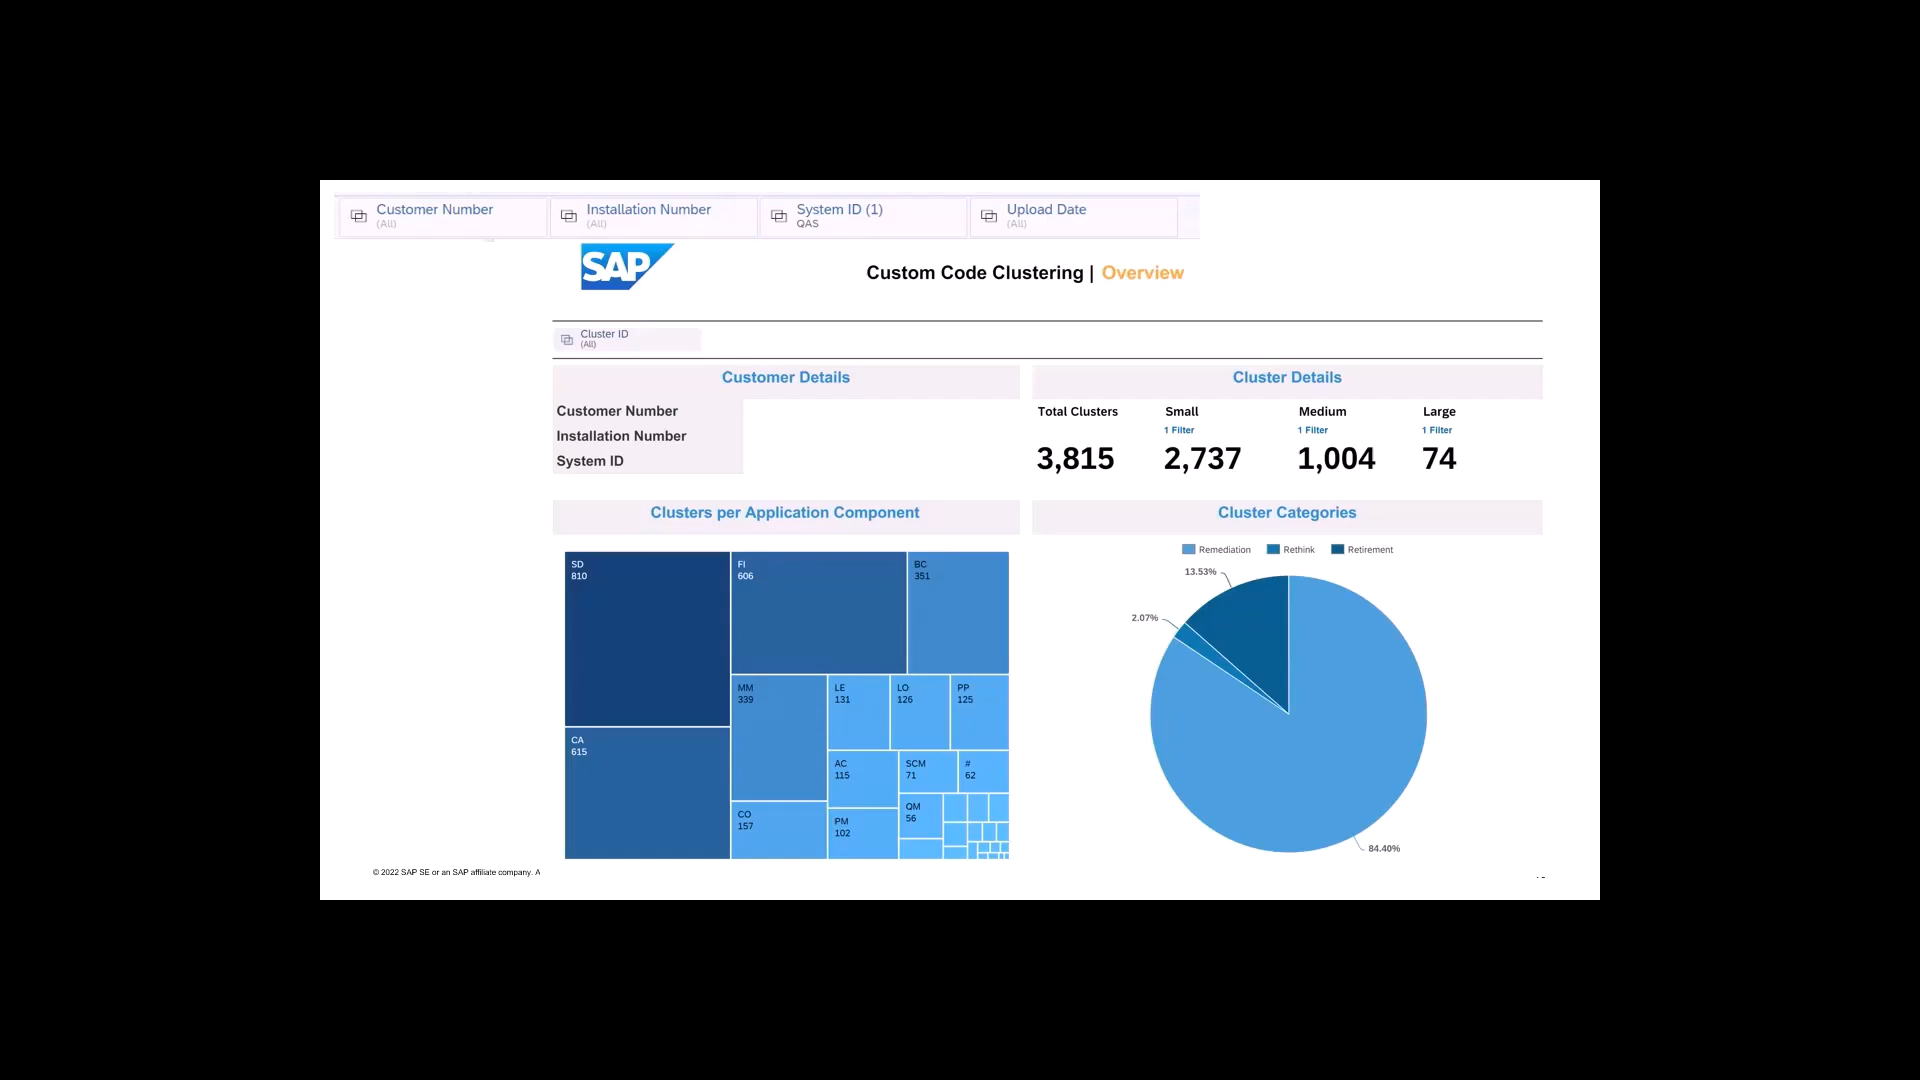 Customer Number
(All)
Installation Number
(All)
System ID (1)
QAS
Upload Date
(All)
SAP
Custom Code Clustering | Overview
Cluster ID
(All)
Customer Details
Customer Number
Installation Number
System ID
Cluster Details
Total Clusters Small Medium Large
1 Filter 1 Filter 1 Filter
3,815 2,737 1,004 74
Clusters per Application Component
SD
810
FI
606
BC
351
CA
615
MM
339
LE
131
LO
126
PP
125
AC
115
SCM
71
#
62
CO
157
PM
102
QM
56
Cluster Categories
Remediation Rethink Retirement
13.53%
2.07%
84.40%
© 2022 SAP SE or an SAP affiliate company. A